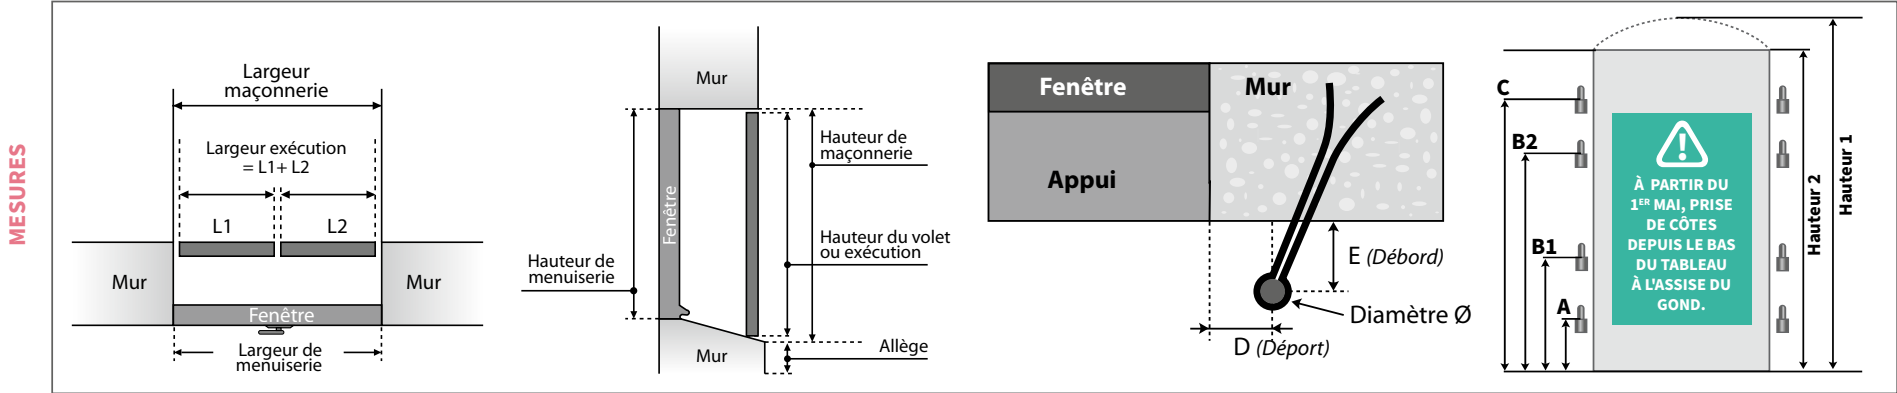 MESURES
Largeur
maçonnerie
Largeur exécution
= L1+ L2
L1
L2
Mur
Mur
Fenêtre
Largeur de
menuiserie
Mur
Fenêtre
Hauteur de
maçonnerie
Hauteur du volet
ou exécution
Hauteur de
menuiserie
Mur
Allège
Fenêtre
Mur
Appui
E (Débord)
Diamètre Ø
D (Déport)
C
B2
B1
A
À PARTIR DU
1ER MAI, PRISE
DE CÔTES
DEPUIS LE BAS
DU TABLEAU
À L'ASSISE DU
GOND.
Hauteur 2
Hauteur 1